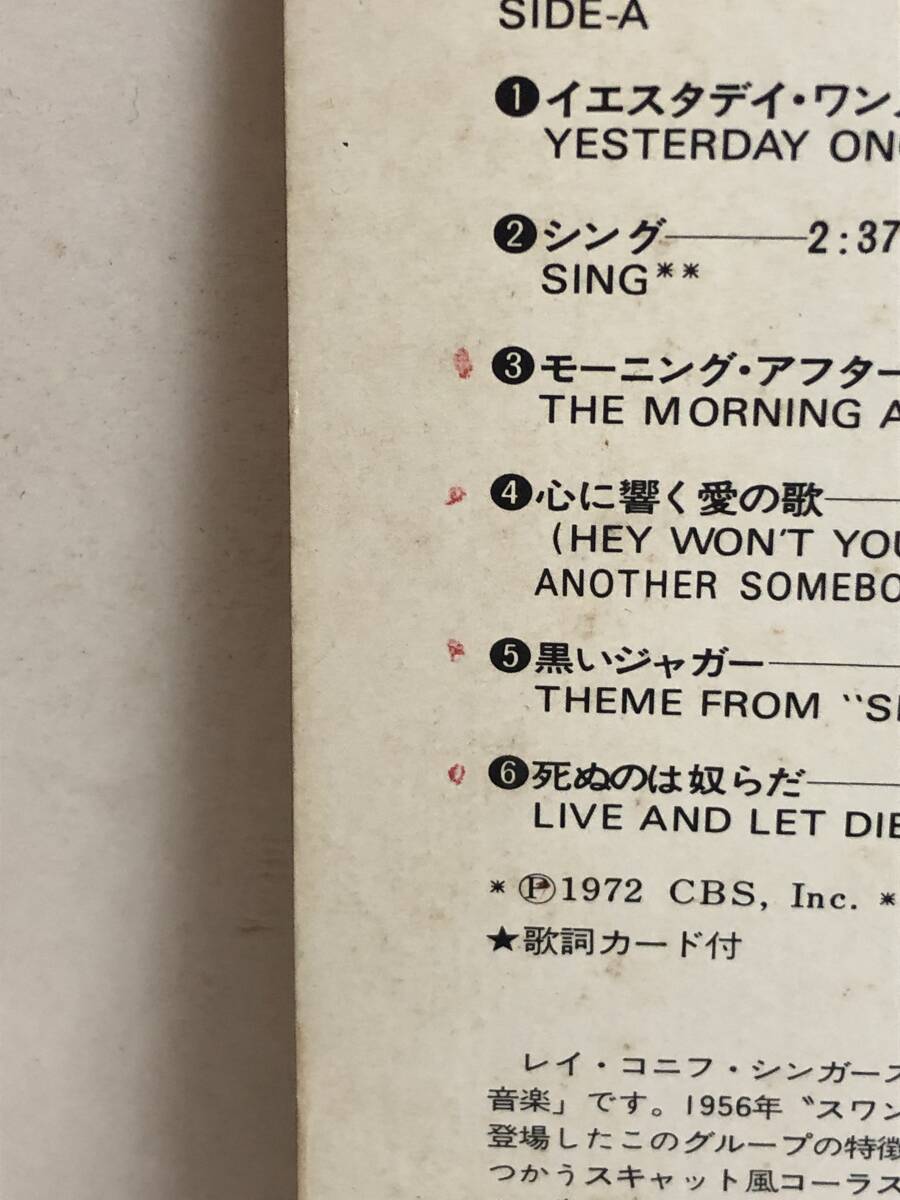 SIDE-A
❶イエスタデイ・ワン
YESTERDAY ON
❷シング————2:37
SING**
❸モーニング・アフター
THE MORNING A
❹心に響く愛の歌——
(HEY WON'T YOU
ANOTHER SOMEBO
❺黒いジャガー————
THEME FROM “S
❻死ぬのは奴らだ———
LIVE AND LET DIE
*Ⓟ1972 CBS, Inc. *
★歌詞カード付
レイ・コニフ・シンガーズ
音楽」です。1956年〝スワン
登場したこのグループの特徴
つかうスキャット風コーラス